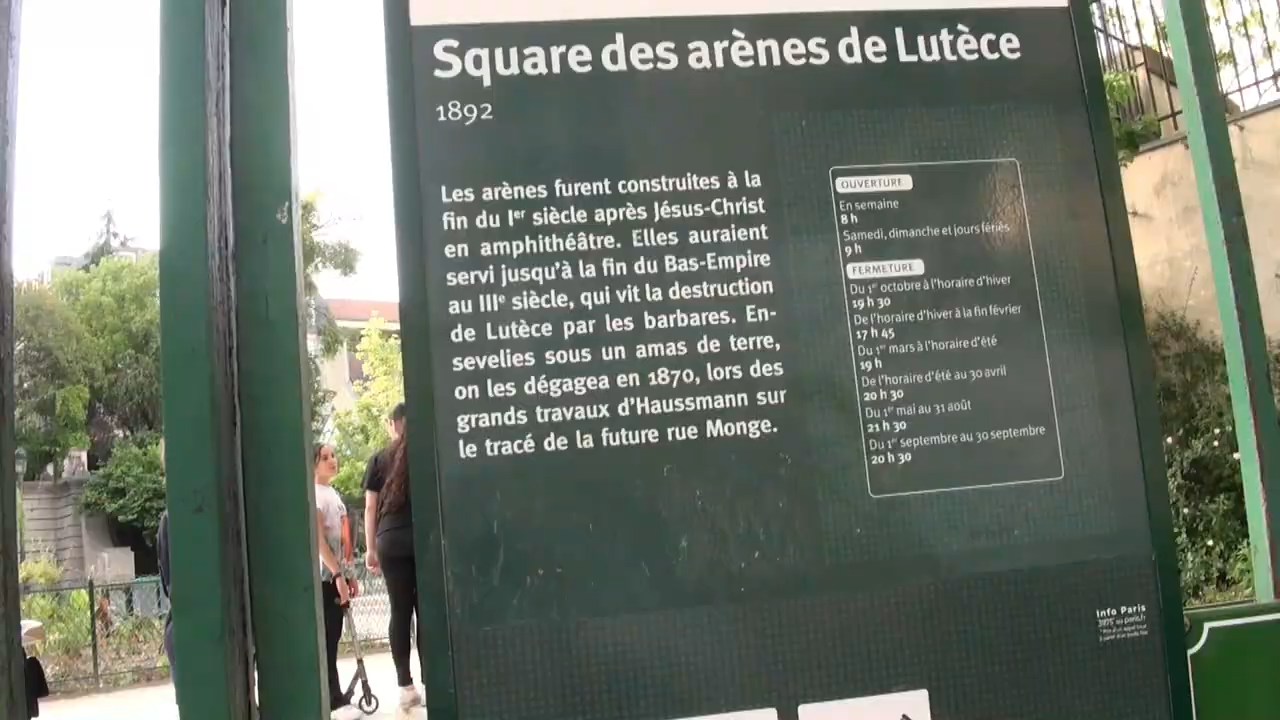 Square des arènes de Lutèce
1892
Les arènes furent construites à la
fin du Ier siècle après Jésus-Christ
en amphithéâtre. Elles auraient
servi jusqu'à la fin du Bas-Empire
au IIIe siècle, qui vit la destruction
de Lutèce par les barbares. En-
sevelies sous un amas de terre,
on les dégagea en 1870, lors des
grands travaux d'Haussmann sur
le tracé de la future rue Monge.
OUVERTURE
En semaine
8 h
Samedi, dimanche et jours fériés
9 h
FERMETURE
Du 1er octobre à l'horaire d'hiver
19 h 30
De l'horaire d'hiver à la fin février
17 h 45
Du 1er mars à l'horaire d'été
19 h
De l'horaire d'été au 30 avril
20 h 30
Du 1er mai au 31 août
21 h 30
Du 1er septembre au 30 septembre
20 h 30
Info Paris
3975 paris.fr